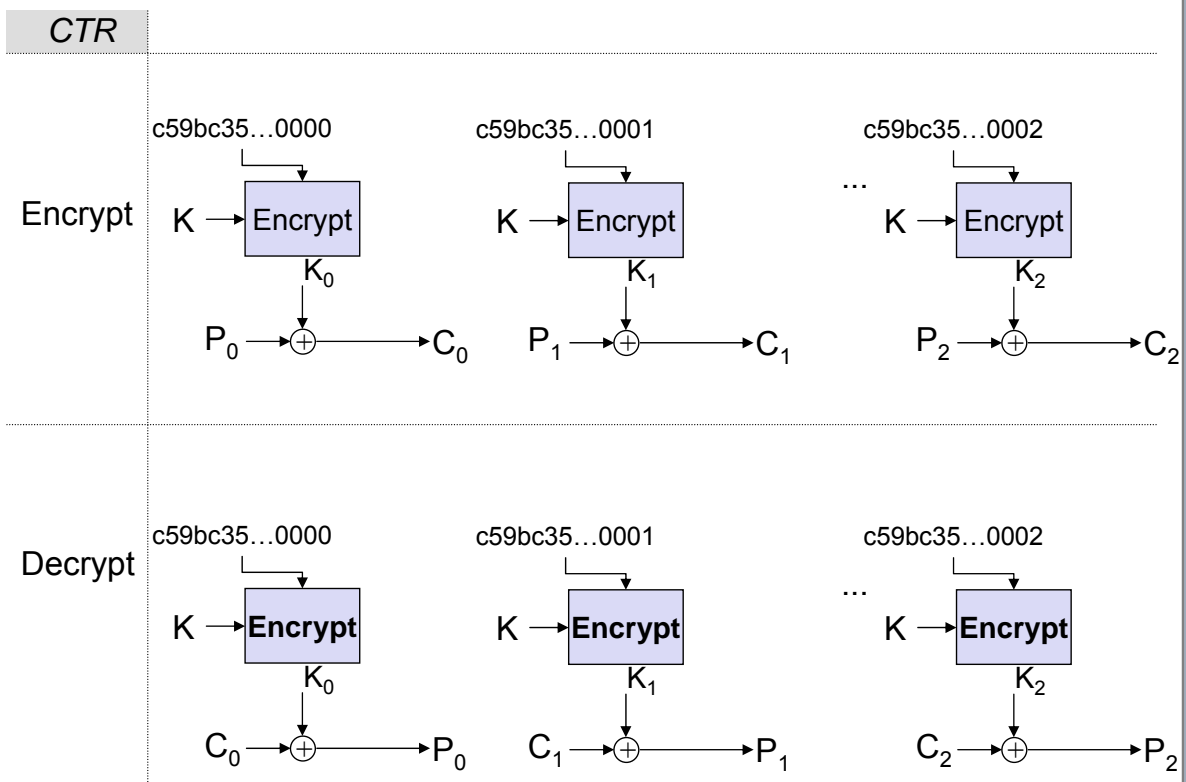 CTR
c59bc35…0000 c59bc35…0001 c59bc35…0002
...
Encrypt K Encrypt K Encrypt K Encrypt
K0 K1 K2
P0 + C0 P1 + C1 P2 + C2
c59bc35…0000 c59bc35…0001 c59bc35…0002
...
Decrypt K Encrypt K Encrypt K Encrypt
K0 K1 K2
C0 + P0 C1 + P1 C2 + P2